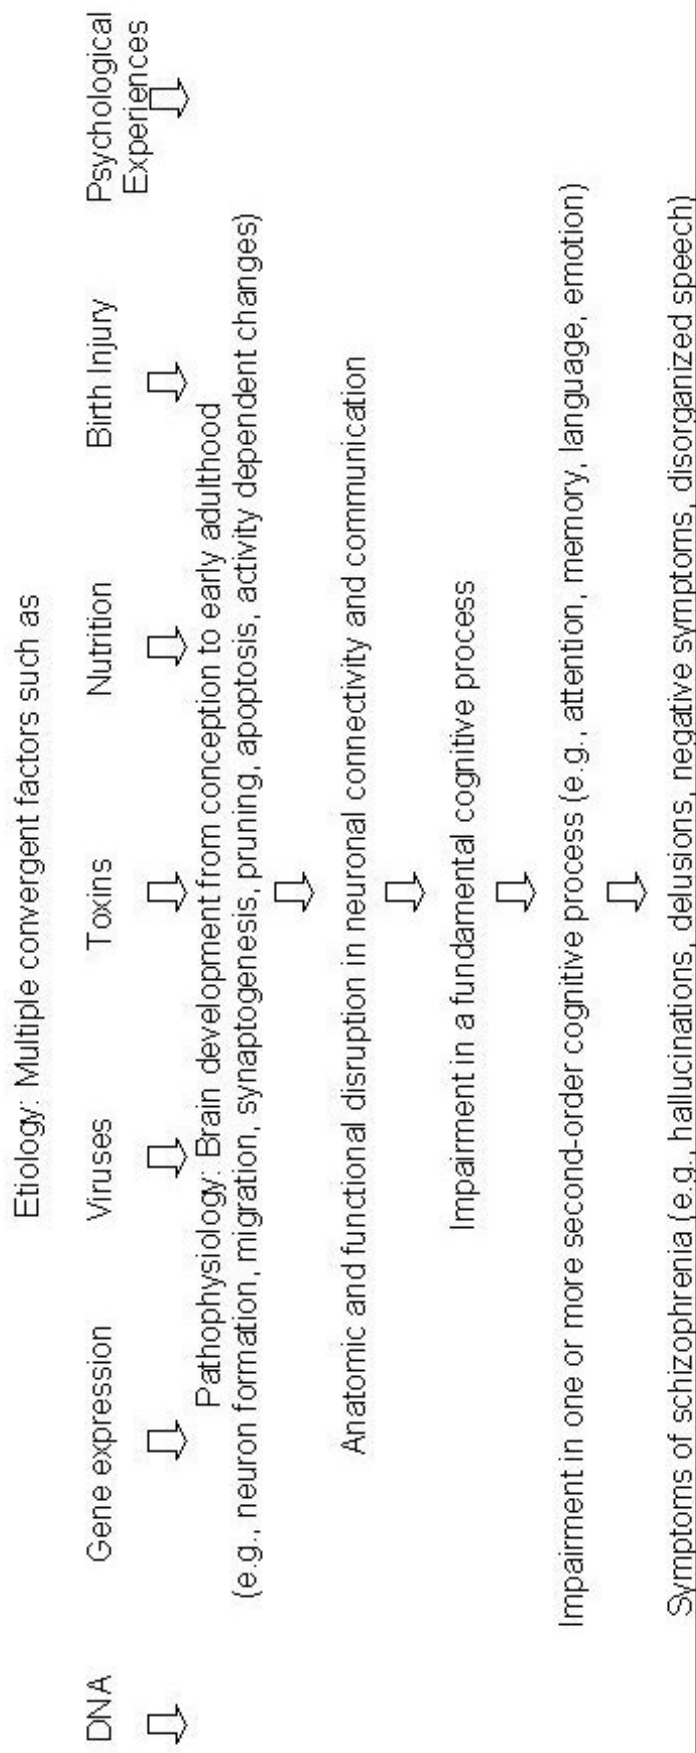 Etiology: Multiple convergent factors such as
DNA Gene expression Viruses Toxins Nutrition Birth Injury Psychological
Experiences
Pathophysiology: Brain development from conception to early adulthood
(e.g., neuron formation, migration, synaptogenesis, pruning, apoptosis, activity dependent changes)
Anatomic and functional disruption in neuronal connectivity and communication
Impairment in a fundamental cognitive process
Impairment in one or more second-order cognitive process (e.g., attention, memory, language, emotion)
Symptoms of schizophrenia (e.g., hallucinations, delusions, negative symptoms, disorganized speech)